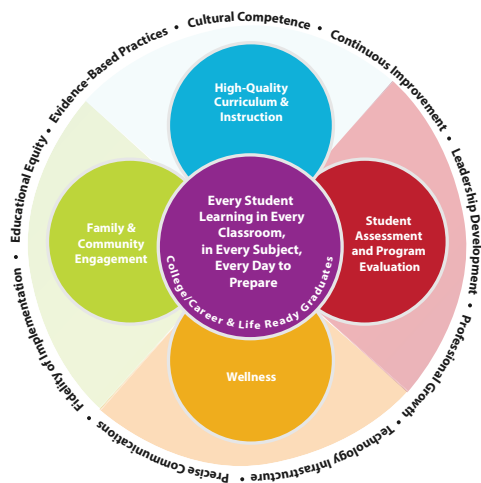 Cultural Competence • Continuous Improvement • Leadership Development • Professional Growth • Technology Infrastructure • Precise Communications • Fidelity of Implementation • Educational Equity • Evidence-Based Practices •
High-Quality
Curriculum &
Instruction
Family &
Community
Engagement
Every Student
Learning in Every
Classroom,
in Every Subject,
Every Day to
Prepare
College/Career & Life Ready Graduates
Student
Assessment
and Program
Evaluation
Wellness